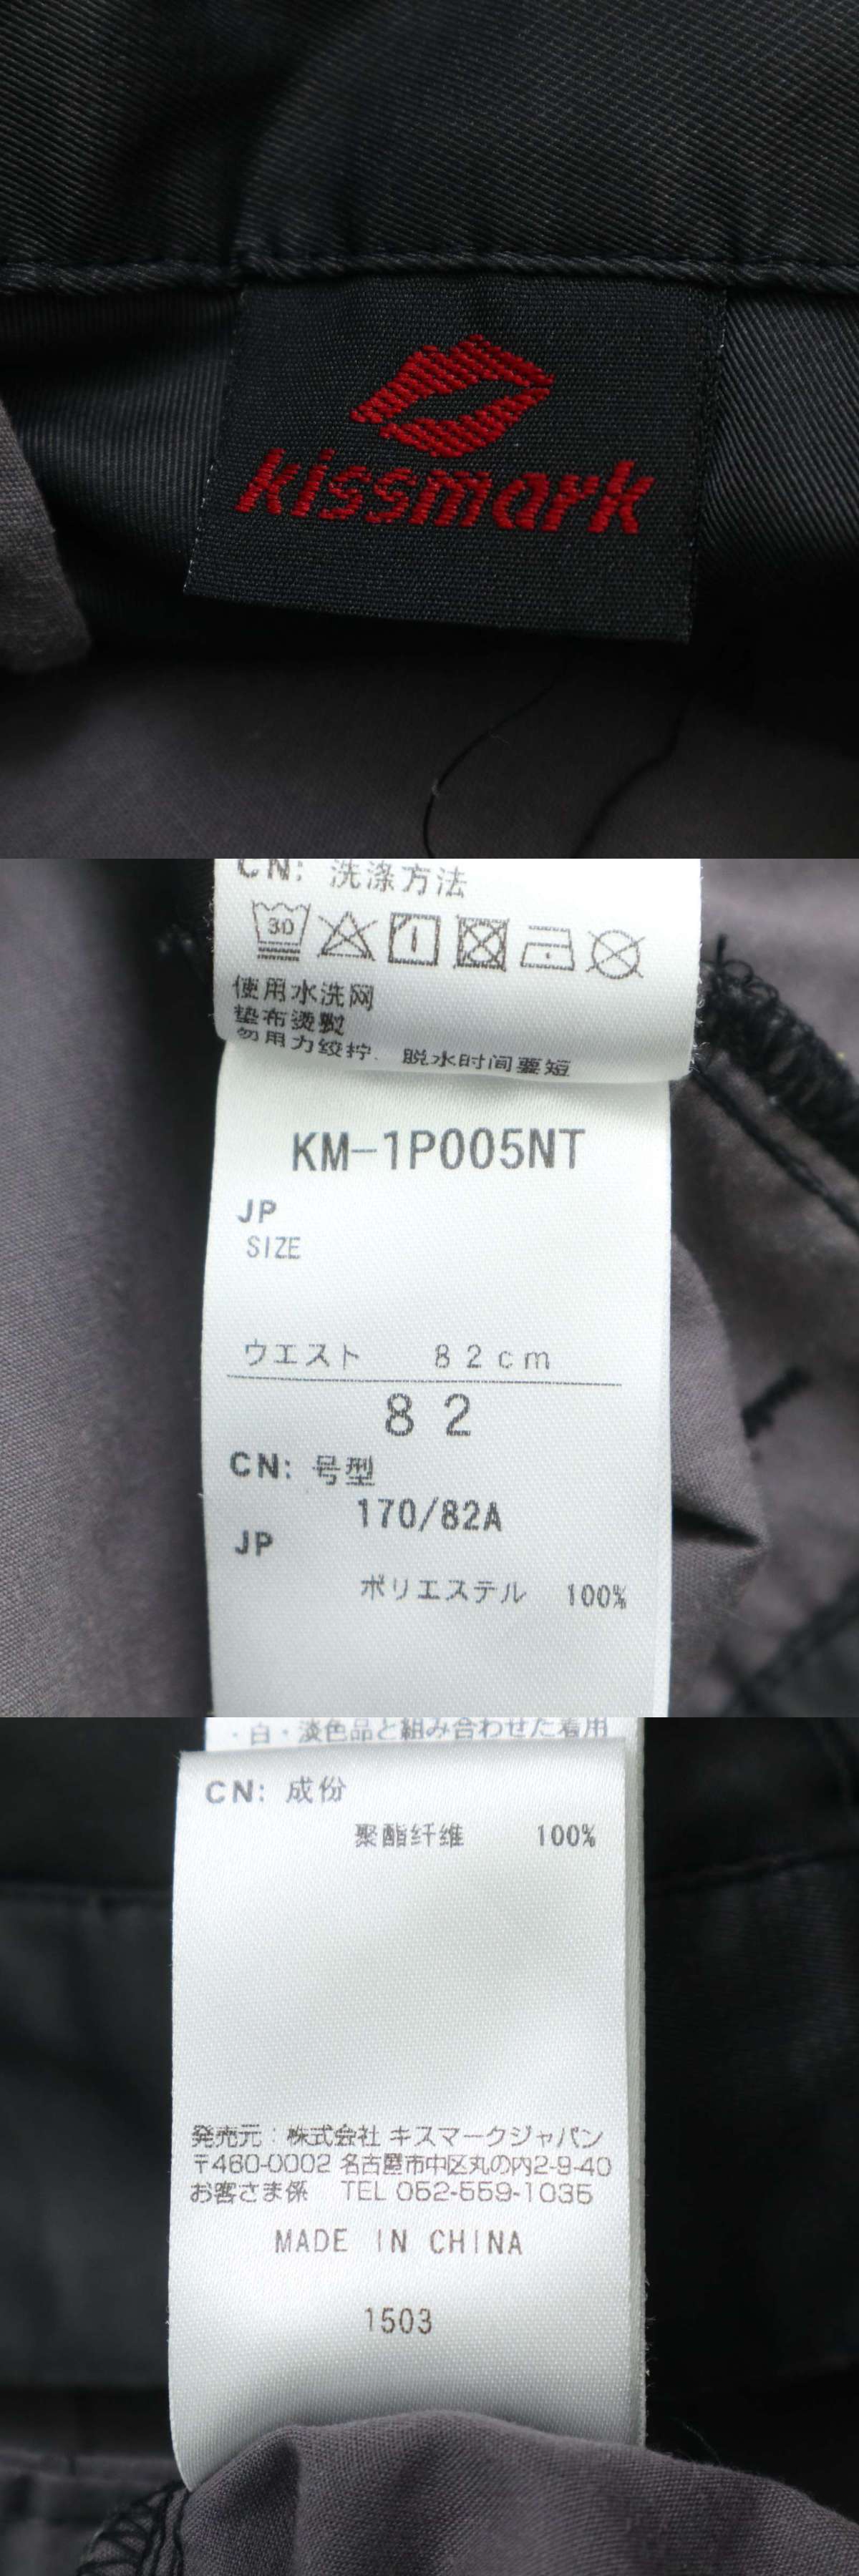 kissmark
CN: 洗涤方法
30
使用水洗网
垫布烫熨
勿用力绞拧、脱水时间要短
KM-1P005NT
JP
SIZE
ウエスト 82cm
82
CN: 号型
170/82A
JP
ポリエステル 100%
・白・淡色品と組み合わせた着用
CN: 成份
聚酯纤维 100%
発売元：株式会社 キスマークジャパン
〒460-0002 名古屋市中区丸の内2-9-40
お客さま係 TEL 052-559-1035
MADE IN CHINA
1503